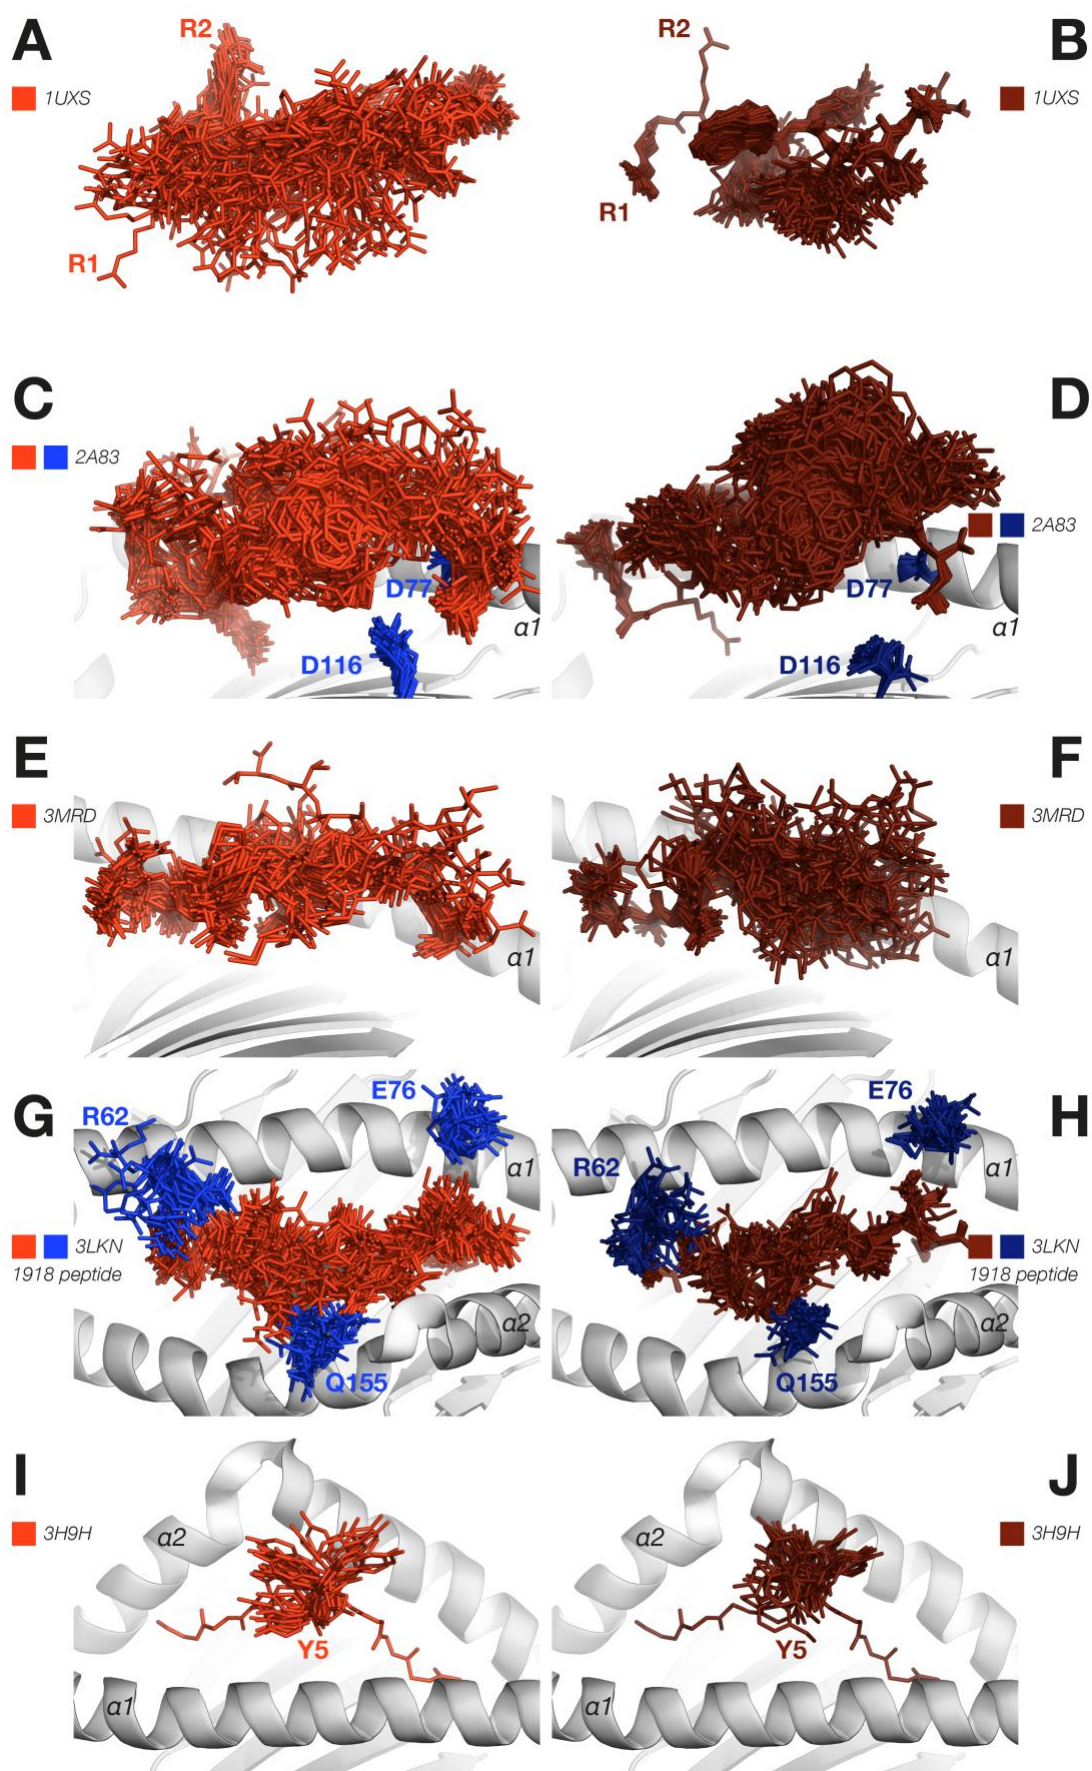 A
R2
1UXS
R1
B
R2
1UXS
R1
C
2A83
D77
D116
α1
D
2A83
D77
D116
α1
E
3MRD
α1
F
3MRD
α1
G
R62
E76
α1
3LKN
1918 peptide
α2
Q155
H
R62
E76
α1
3LKN
1918 peptide
α2
Q155
I
3H9H
α2
Y5
α1
J
3H9H
α2
Y5
α1